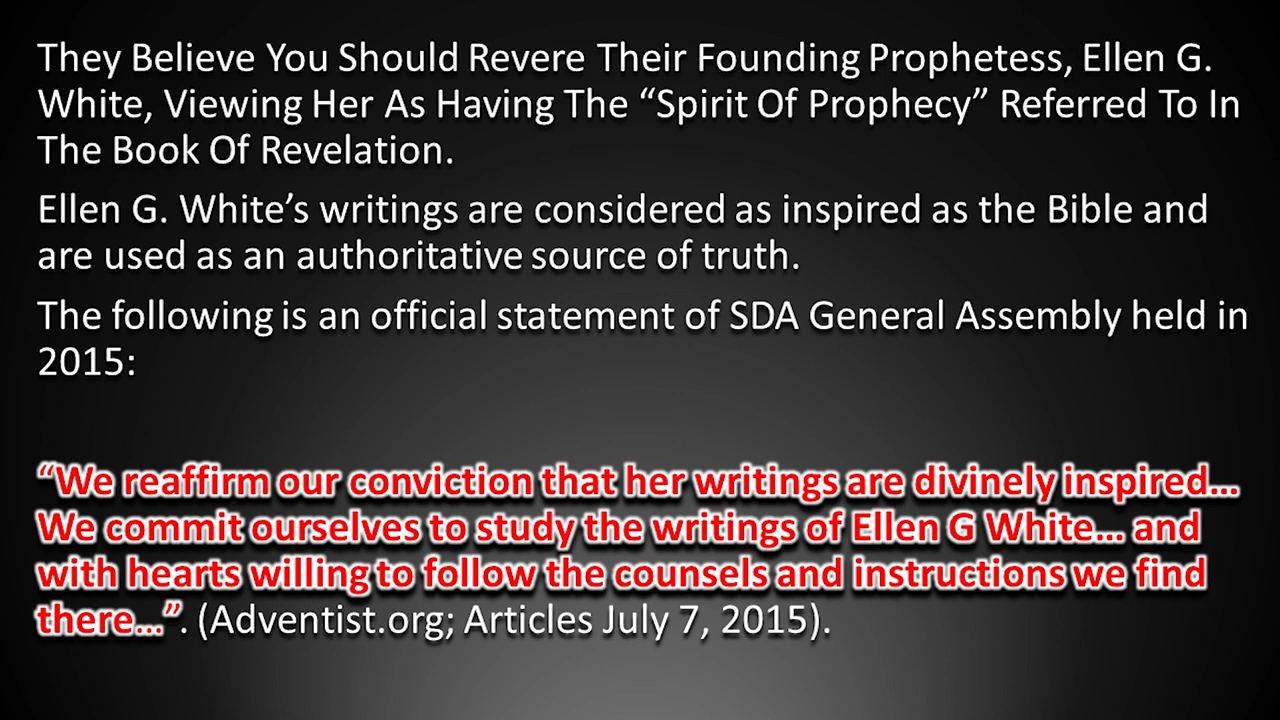 They Believe You Should Revere Their Founding Prophetess, Ellen G.
White, Viewing Her As Having The “Spirit Of Prophecy” Referred To In
The Book Of Revelation.
Ellen G. White’s writings are considered as inspired as the Bible and
are used as an authoritative source of truth.
The following is an official statement of SDA General Assembly held in
2015:
“We reaffirm our conviction that her writings are divinely inspired…
We commit ourselves to study the writings of Ellen G White… and
with hearts willing to follow the counsels and instructions we find
there…”. (Adventist.org; Articles July 7, 2015).